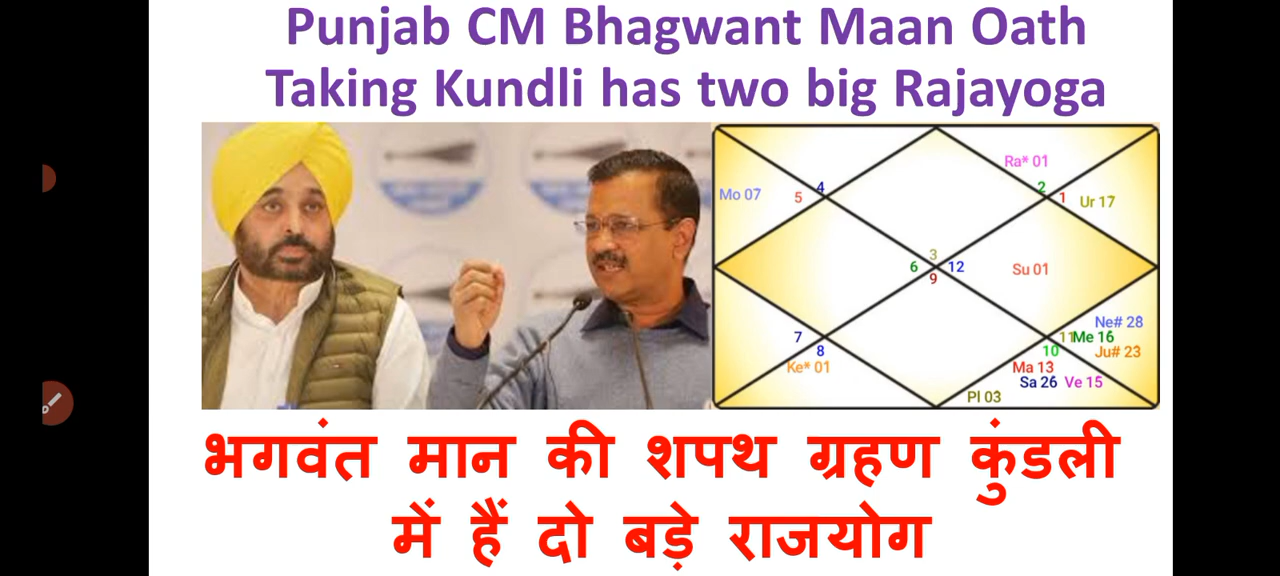 Punjab CM Bhagwant Maan Oath
Taking Kundli has two big Rajayoga
Ra* 01
Mo 07
5
4
2
1
Ur 17
3
6
12
9
Su 01
7
8
Ke* 01
Ne# 28
11
Me 16
10
Ju# 23
Ma 13
Sa 26
Ve 15
Pl 03
भगवंत मान की शपथ ग्रहण कुंडली
में हैं दो बड़े राजयोग